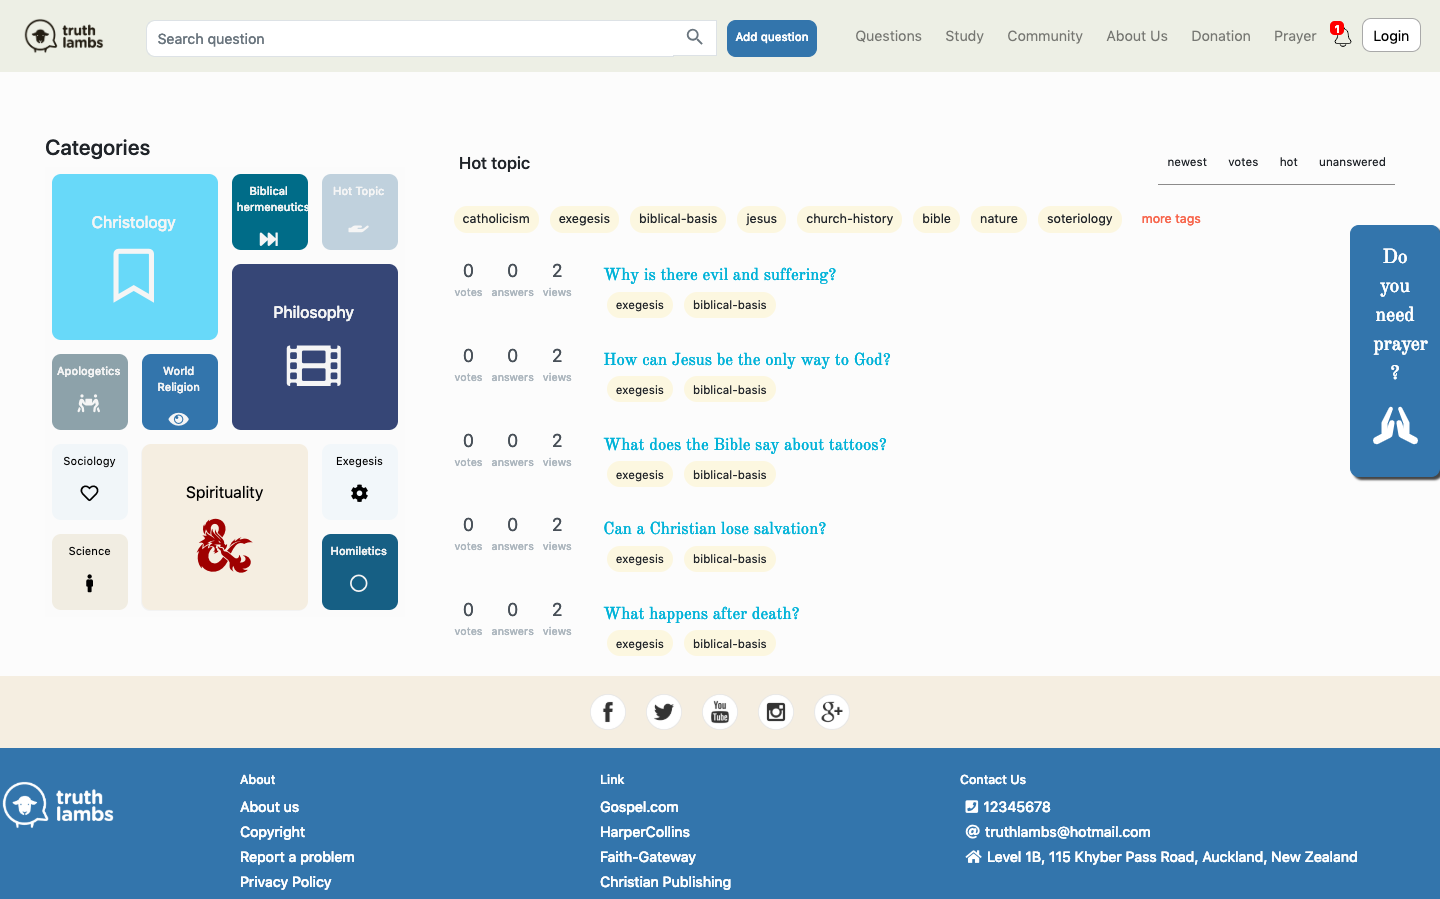 truth
lambs
Search question
Add question
Questions
Study
Community
About Us
Donation
Prayer
1
Login
Categories
Christology
Biblical
hermeneutics
Hot Topic
Philosophy
Apologetics
World
Religion
Sociology
Spirituality
Exegesis
Science
Homiletics
Hot topic
newest
votes
hot
unanswered
catholicism
exegesis
biblical-basis
jesus
church-history
bible
nature
soteriology
more tags
0 0 2
votes answers views
Why is there evil and suffering?
exegesis biblical-basis
0 0 2
votes answers views
How can Jesus be the only way to God?
exegesis biblical-basis
0 0 2
votes answers views
What does the Bible say about tattoos?
exegesis biblical-basis
0 0 2
votes answers views
Can a Christian lose salvation?
exegesis biblical-basis
0 0 2
votes answers views
What happens after death?
exegesis biblical-basis
Do
you
need
prayer
?
You
Tube
truth
lambs
About
About us
Copyright
Report a problem
Privacy Policy
Link
Gospel.com
HarperCollins
Faith-Gateway
Christian Publishing
Contact Us
12345678
@ truthlambs@hotmail.com
Level 1B, 115 Khyber Pass Road, Auckland, New Zealand